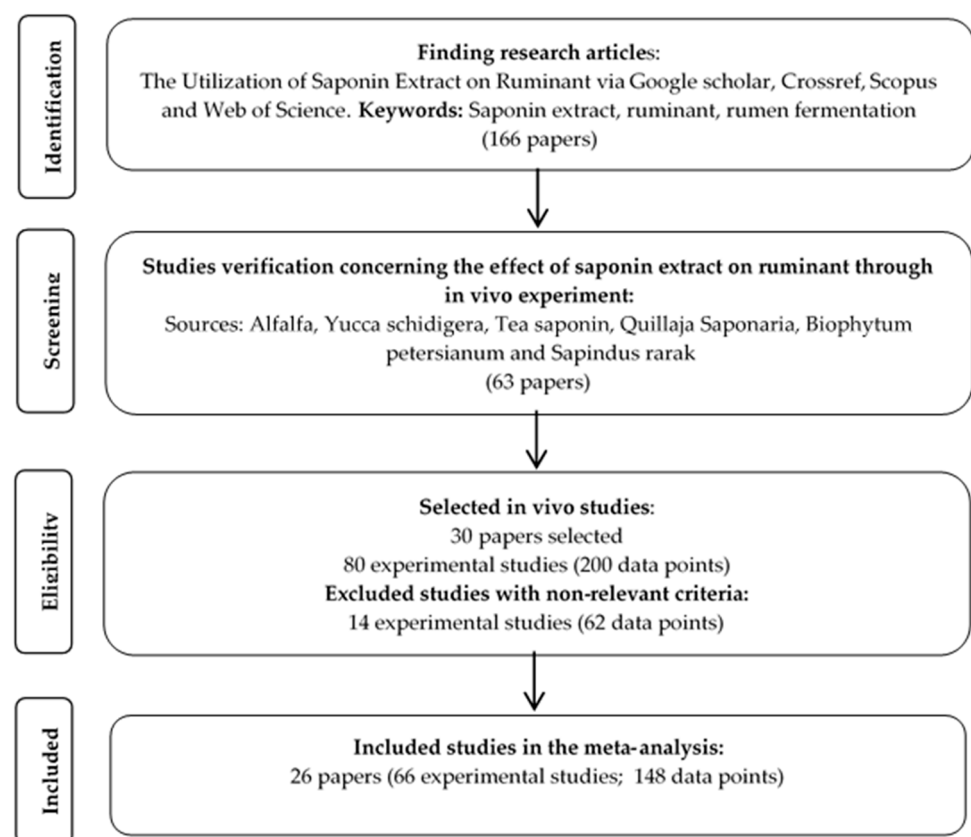 Identification
Finding research articles:
The Utilization of Saponin Extract on Ruminant via Google scholar, Crossref, Scopus
and Web of Science. Keywords: Saponin extract, ruminant, rumen fermentation
(166 papers)
Screening
Studies verification concerning the effect of saponin extract on ruminant through
in vivo experiment:
Sources: Alfalfa, Yucca schidigera, Tea saponin, Quillaja Saponaria, Biophytum
petersianum and Sapindus rarak
(63 papers)
Eligibility
Selected in vivo studies:
30 papers selected
80 experimental studies (200 data points)
Excluded studies with non-relevant criteria:
14 experimental studies (62 data points)
Included
Included studies in the meta-analysis:
26 papers (66 experimental studies; 148 data points)